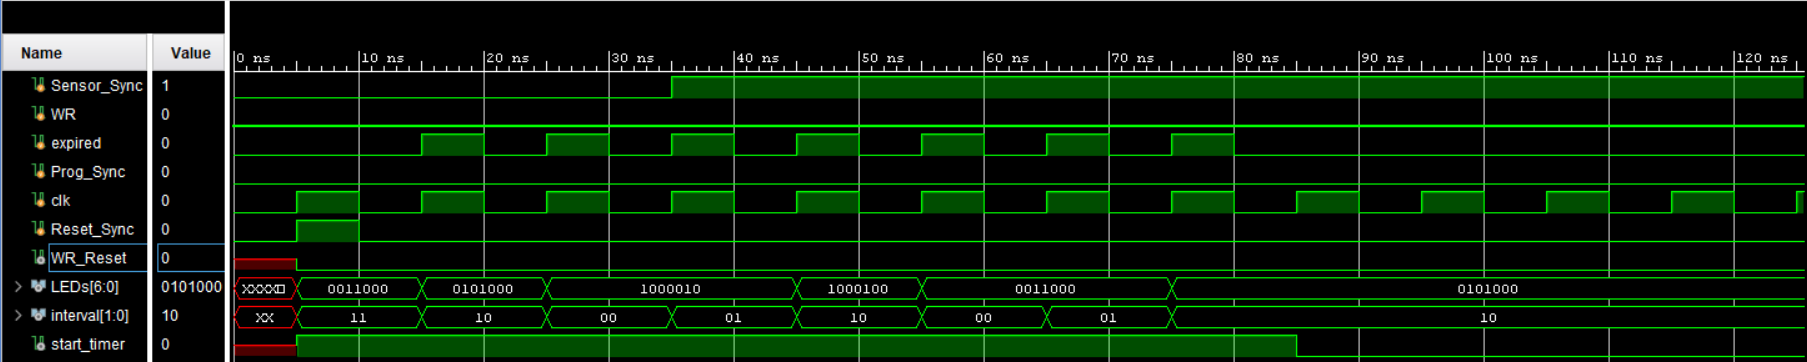 Name Value
0 ns 10 ns 20 ns 30 ns 40 ns 50 ns 60 ns 70 ns 80 ns 90 ns 100 ns 110 ns 120 ns
Sensor_Sync 1
WR 0
expired 0
Prog_Sync 0
clk 0
Reset_Sync 0
WR_Reset 0
LEDs[6:0] 0101000 0011000 0101000 1000010 1000100 0011000 0101000
interval[1:0] 10 XX 11 10 00 01 10 00 01 10
start_timer 0